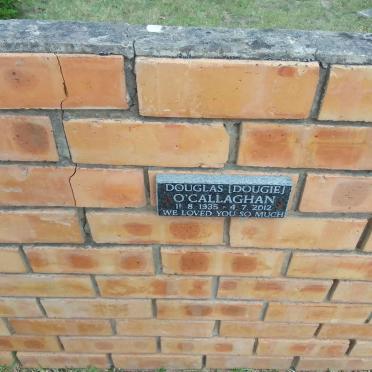 DOUGLAS [DOUGIE]
O'CALLAGHAN
11. 8. 1935 - 4. 7. 2012
WE LOVED YOU SO MUCH